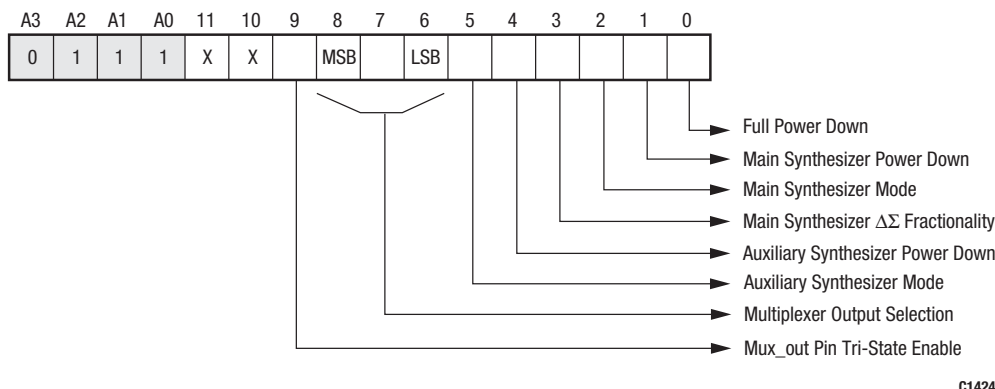 A3 A2 A1 A0 11 10 9 8 7 6 5 4 3 2 1 0
0 1 1 1 X X MSB LSB
Full Power Down
Main Synthesizer Power Down
Main Synthesizer Mode
Main Synthesizer ΔΣ Fractionality
Auxiliary Synthesizer Power Down
Auxiliary Synthesizer Mode
Multiplexer Output Selection
Mux_out Pin Tri-State Enable
C1424